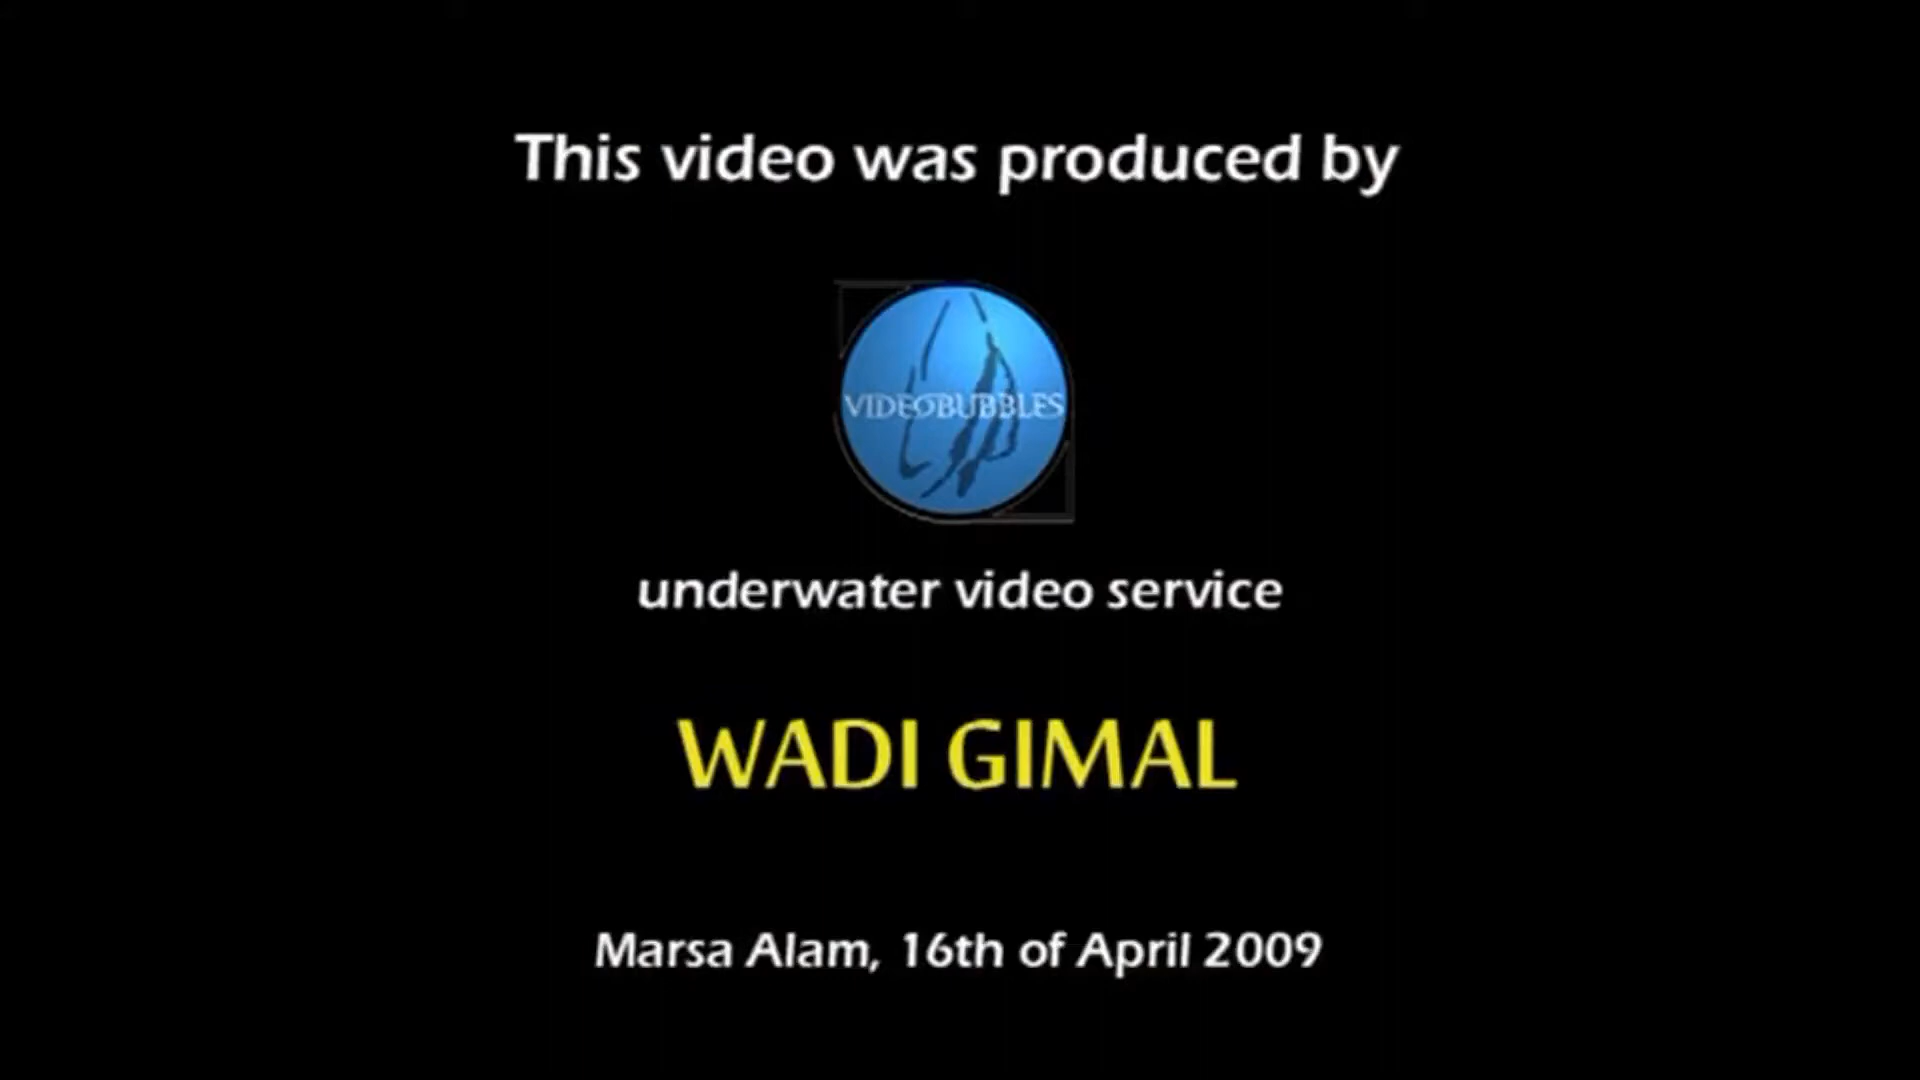 This video was produced by
VIDEOBUBBLES
underwater video service
WADI GIMAL
Marsa Alam, 16th of April 2009